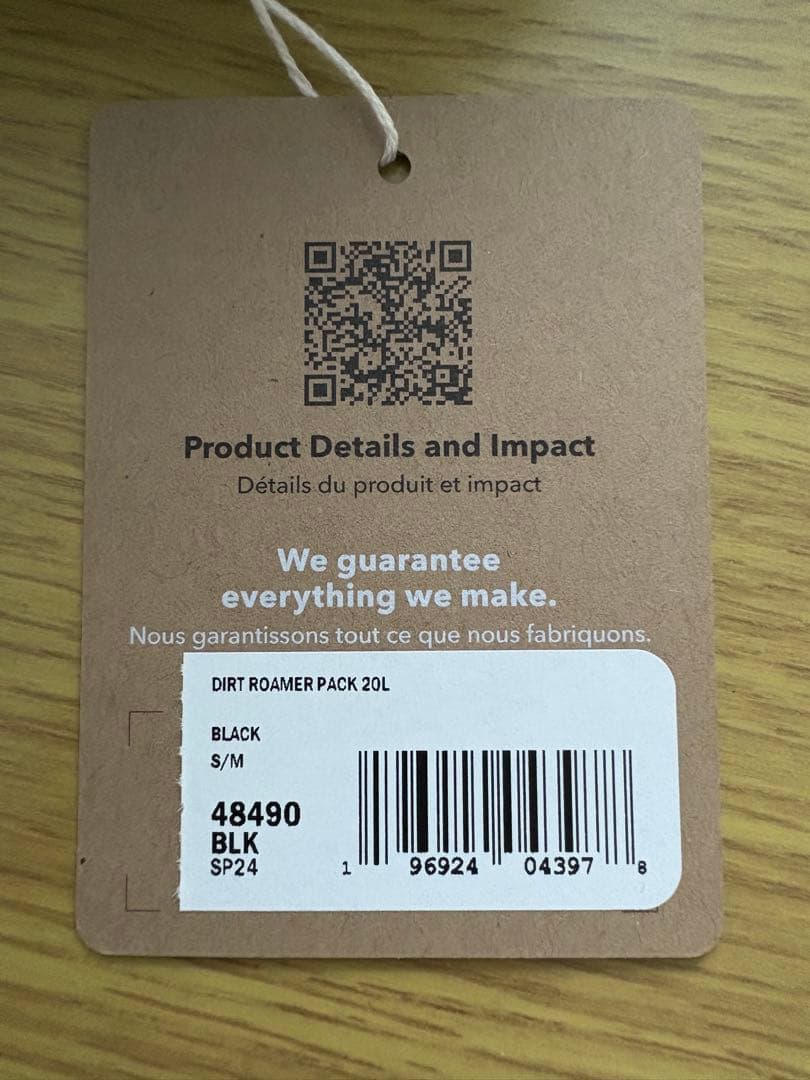 Product Details and Impact
Détails du produit et impact
We guarantee
everything we make.
Nous garantissons tout ce que nous fabriquons.
DIRT ROAMER PACK 20L
BLACK
S/M
48490
BLK
SP24
1 96924 04397 8